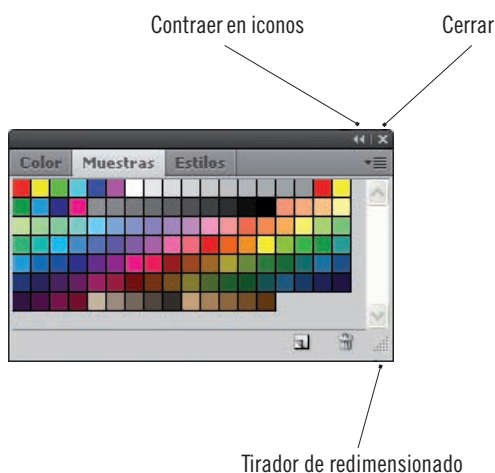 Contraer en iconos
Cerrar
Color Muestras Estilos
Tirador de redimensionado